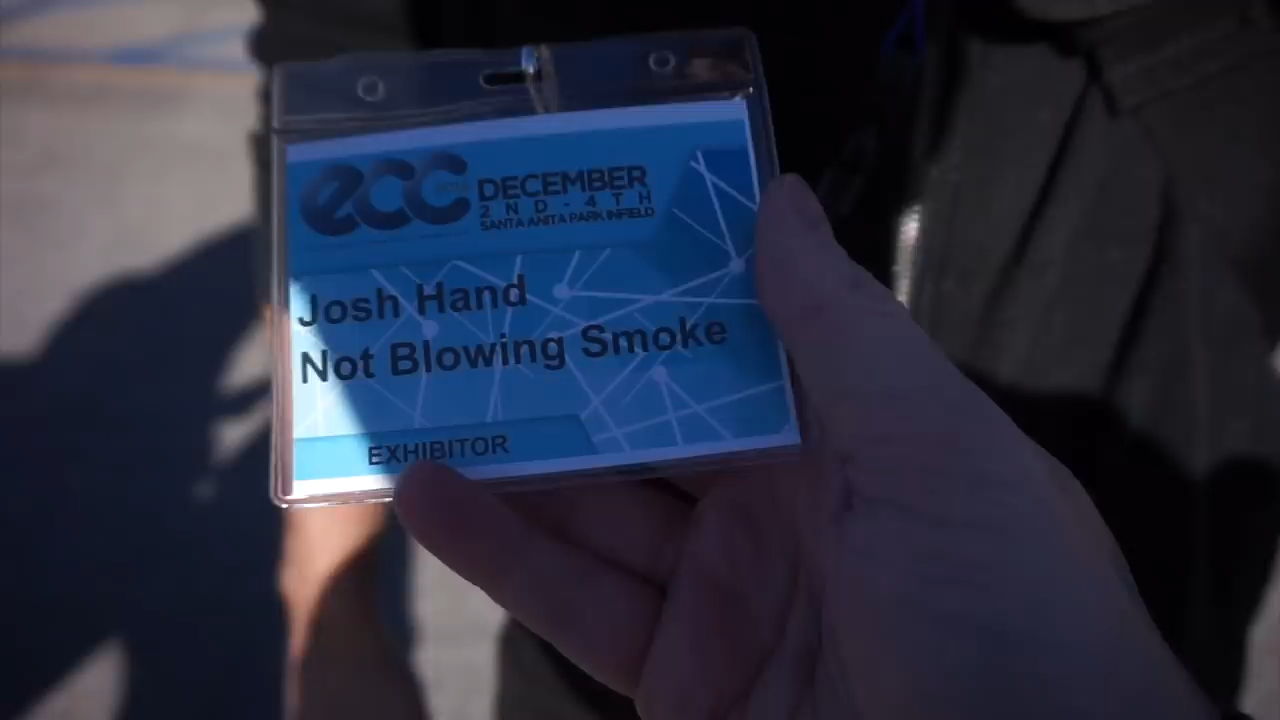 ecc
DECEMBER
2ND-4TH
SANTA ANITA PARK INFIELD
Josh Hand
Not Blowing Smoke
EXHIBITOR